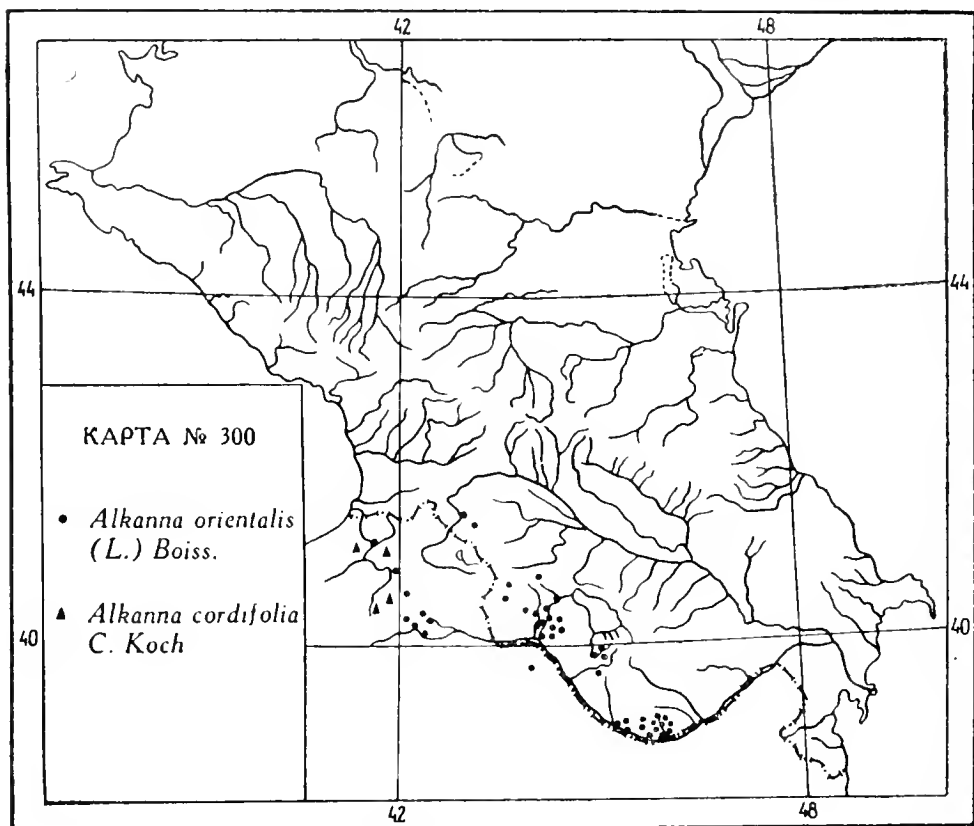 42 48
44 44
КАРТА № 300
Alkanna orientalis
(L.) Boiss.
Alkanna cordifolia
C. Koch
40 40
42 48